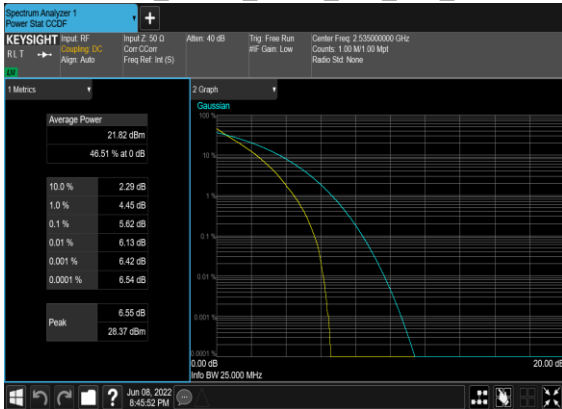 Spectrum Analyzer 1
Power Stat CCDF
+
KEYSIGHT
RLT
LXI
Input: RF
Coupling: DC
Align: Auto
Input Z: 50 Ω
Corr CCorr
Freq Ref: Int (S)
Atten: 40 dB
Trig: Free Run
#IF Gain: Low
Center Freq: 2.535000000 GHz
Counts: 1.00 M/1.00 Mpt
Radio Std: None
1 Metrics
Average Power
21.82 dBm
46.51 % at 0 dB
10.0 % 2.29 dB
1.0 % 4.45 dB
0.1 % 5.62 dB
0.01 % 6.13 dB
0.001 % 6.42 dB
0.0001 % 6.54 dB
Peak
6.55 dB
28.37 dBm
2 Graph
Gaussian
100 %
10 %
1 %
0.1 %
0.01 %
0.001 %
0.0001 %
0.00 dB
20.00 dB
Info BW 25.000 MHz
?
Jun 08, 2022
8:45:52 PM